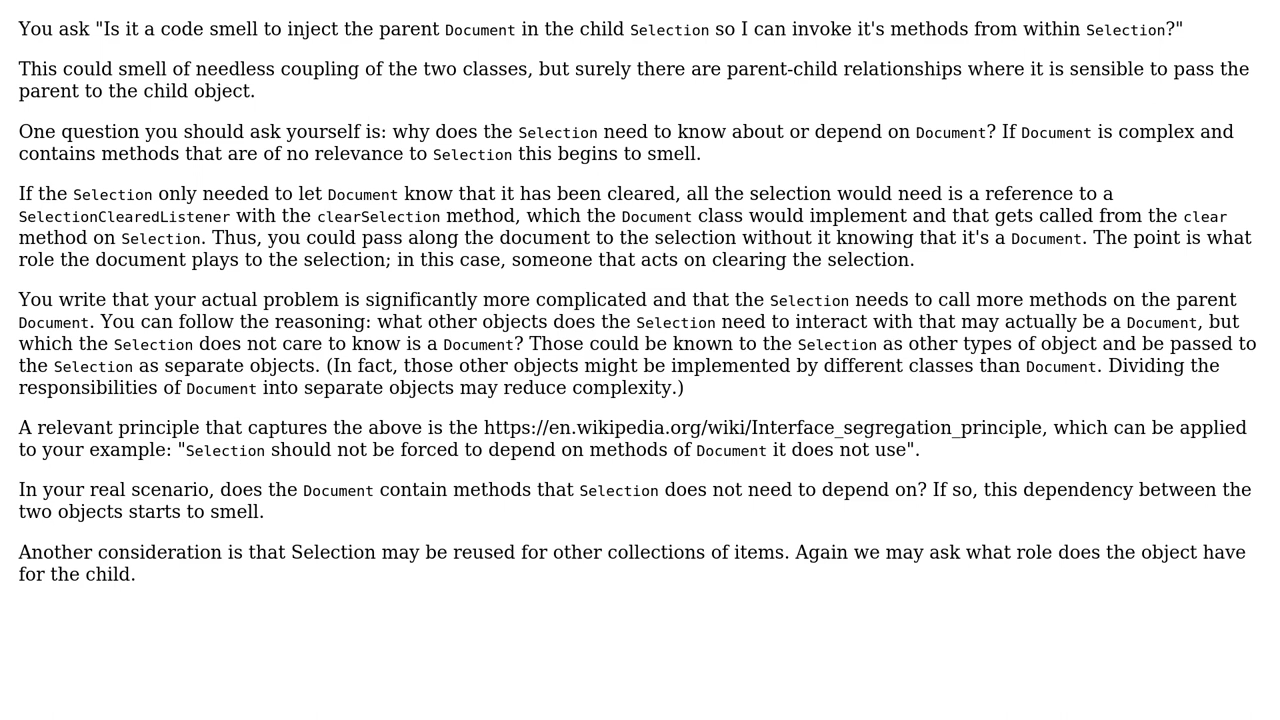 You ask "Is it a code smell to inject the parent Document in the child Selection so I can invoke it's methods from within Selection?"
This could smell of needless coupling of the two classes, but surely there are parent-child relationships where it is sensible to pass the
parent to the child object.
One question you should ask yourself is: why does the Selection need to know about or depend on Document? If Document is complex and
contains methods that are of no relevance to Selection this begins to smell.
If the Selection only needed to let Document know that it has been cleared, all the selection would need is a reference to a
SelectionClearedListener with the clearSelection method, which the Document class would implement and that gets called from the clear
method on Selection. Thus, you could pass along the document to the selection without it knowing that it's a Document. The point is what
role the document plays to the selection; in this case, someone that acts on clearing the selection.
You write that your actual problem is significantly more complicated and that the Selection needs to call more methods on the parent
Document. You can follow the reasoning: what other objects does the Selection need to interact with that may actually be a Document, but
which the Selection does not care to know is a Document? Those could be known to the Selection as other types of object and be passed to
the Selection as separate objects. (In fact, those other objects might be implemented by different classes than Document. Dividing the
responsibilities of Document into separate objects may reduce complexity.)
A relevant principle that captures the above is the https://en.wikipedia.org/wiki/Interface_segregation_principle, which can be applied
to your example: "Selection should not be forced to depend on methods of Document it does not use".
In your real scenario, does the Document contain methods that Selection does not need to depend on? If so, this dependency between the
two objects starts to smell.
Another consideration is that Selection may be reused for other collections of items. Again we may ask what role does the object have
for the child.